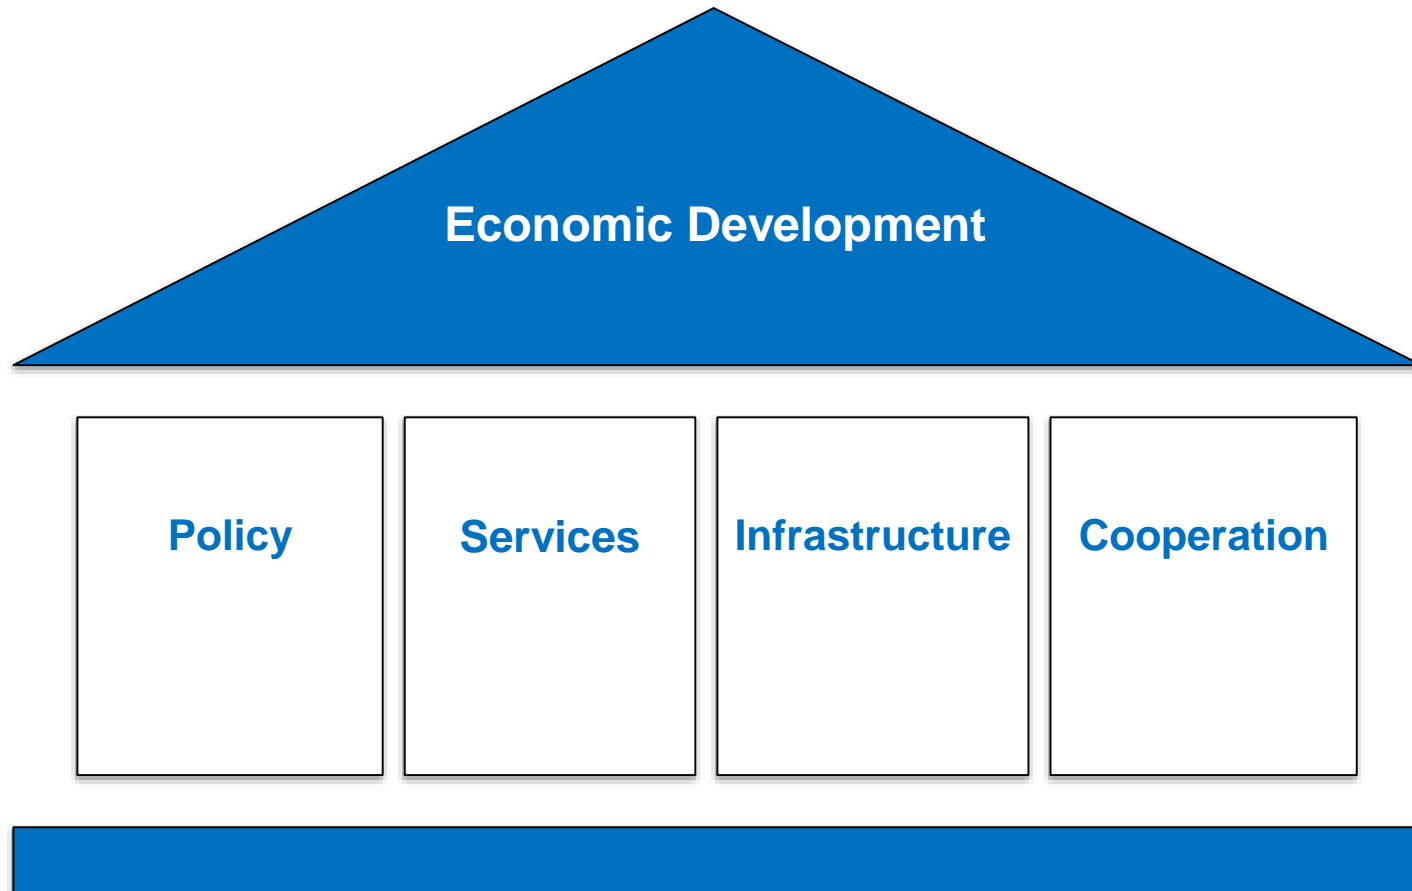 Economic Development
Policy
Services
Infrastructure
Cooperation